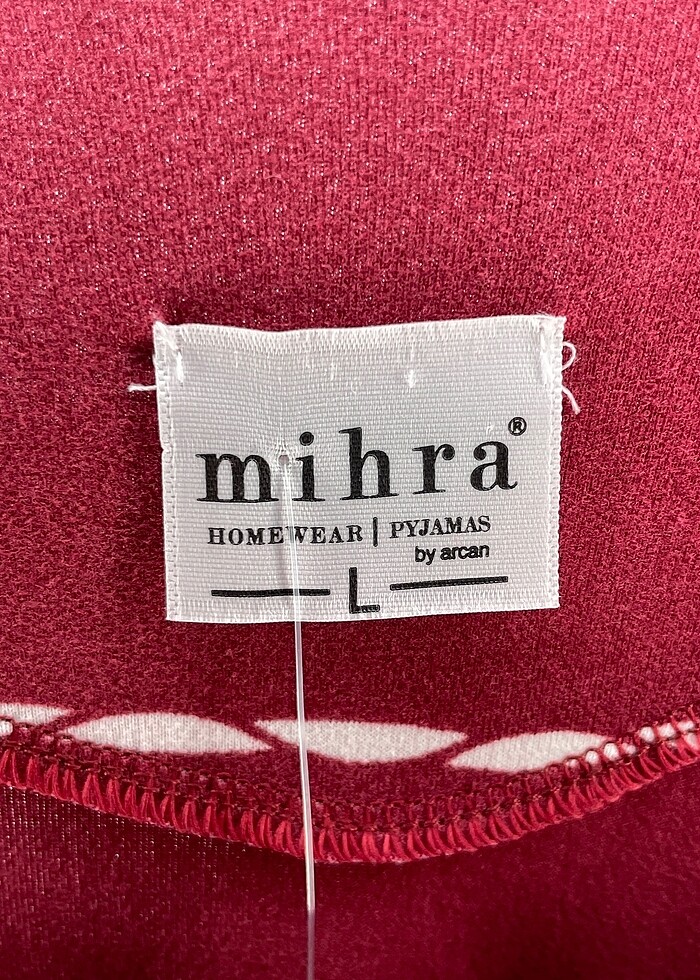 mihra®
HOMEWEAR | PYJAMAS
by arcan
L